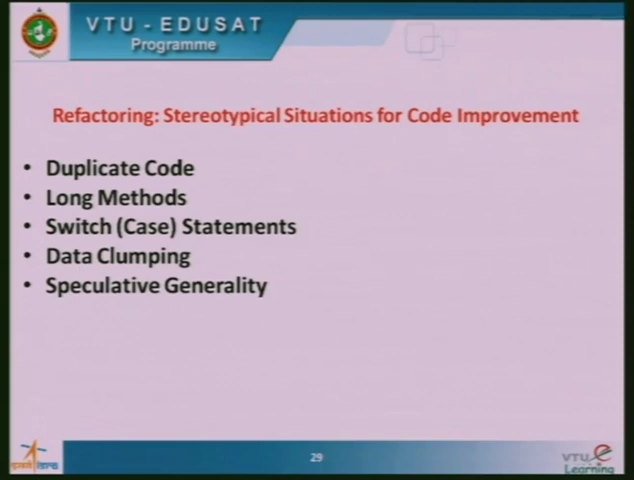 VTU - EDUSAT
Programme
Refactoring: Stereotypical Situations for Code Improvement
• Duplicate Code
• Long Methods
• Switch (Case) Statements
• Data Clumping
• Speculative Generality
29
VTU e
Learning